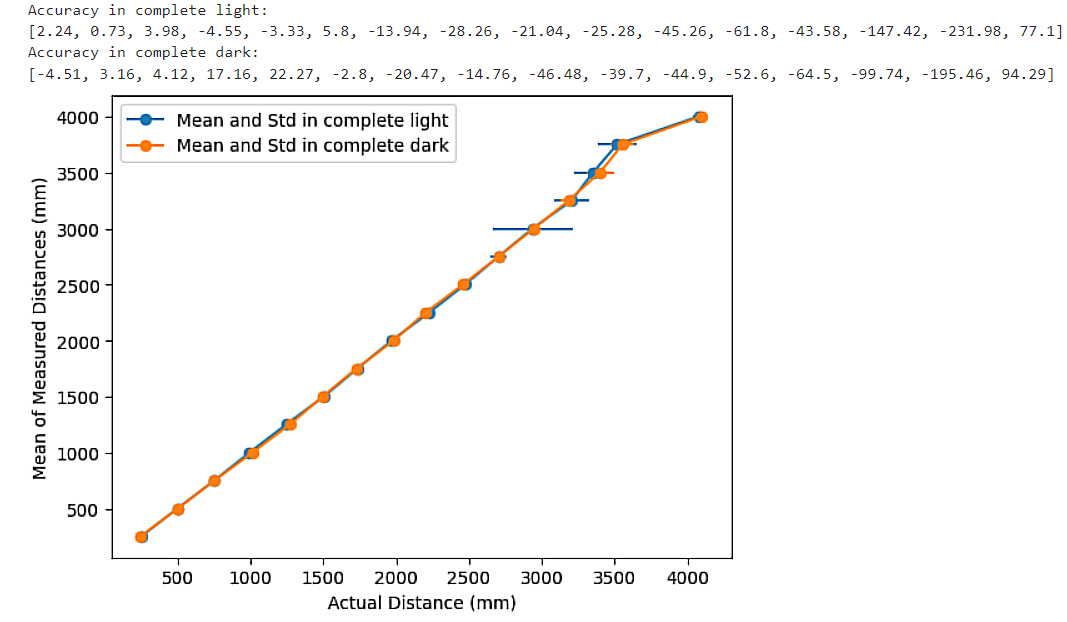 Accuracy in complete light:
[2.24, 0.73, 3.98, -4.55, -3.33, 5.8, -13.94, -28.26, -21.04, -25.28, -45.26, -61.8, -43.58, -147.42, -231.98, 77.1]
Accuracy in complete dark:
[-4.51, 3.16, 4.12, 17.16, 22.27, -2.8, -20.47, -14.76, -46.48, -39.7, -44.9, -52.6, -64.5, -99.74, -195.46, 94.29]
Mean and Std in complete light
Mean and Std in complete dark
4000
3500
3000
2500
2000
1500
1000
500
Mean of Measured Distances (mm)
500 1000 1500 2000 2500 3000 3500 4000
Actual Distance (mm)